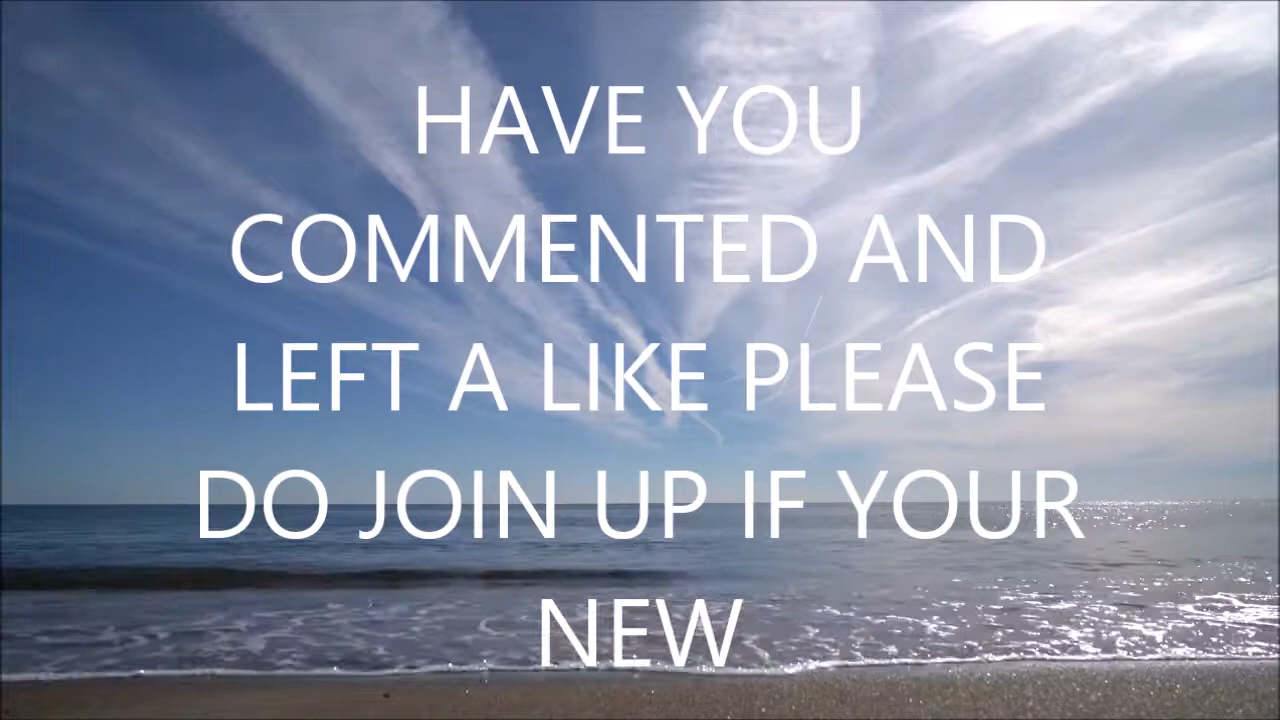 HAVE YOU
COMMENTED AND
LEFT A LIKE PLEASE
DO JOIN UP IF YOUR
NEW